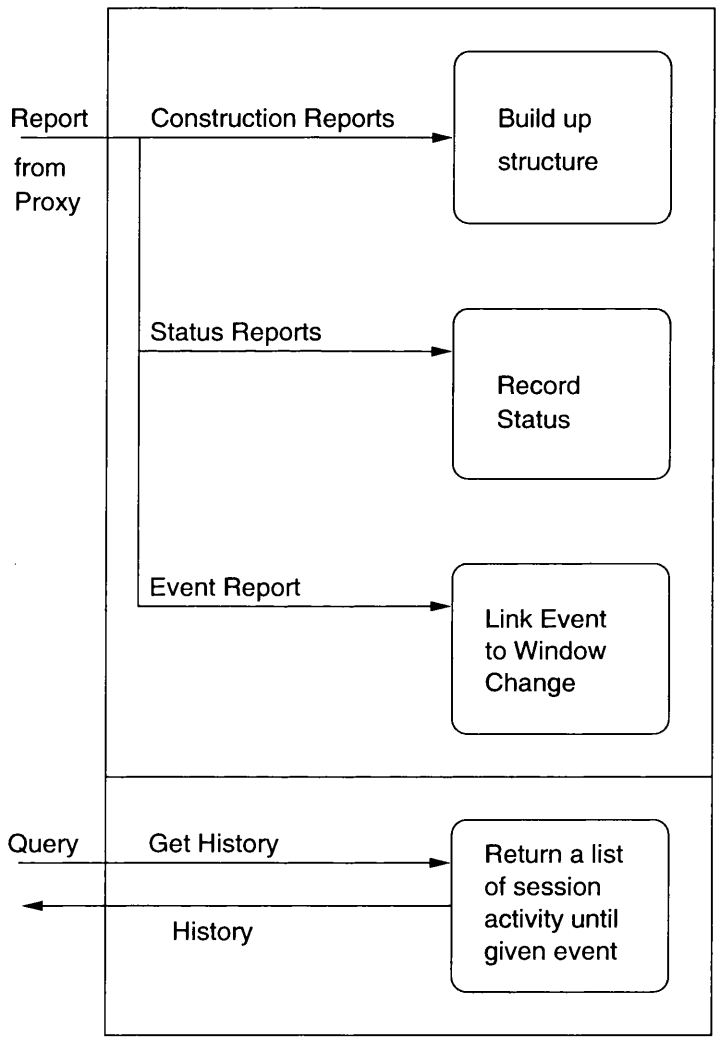 Report
from
Proxy
Construction Reports
Build up
structure
Status Reports
Record
Status
Event Report
Link Event
to Window
Change
Query
Get History
History
Return a list
of session
activity until
given event